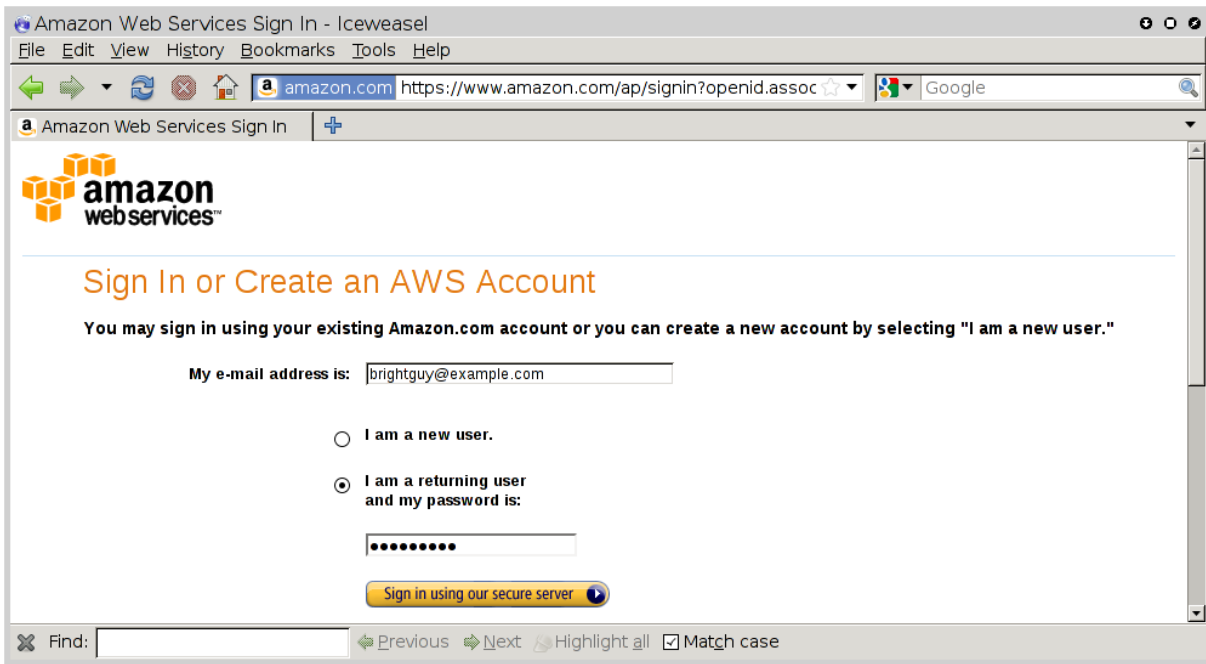 Amazon Web Services Sign In - Iceweasel
File Edit View History Bookmarks Tools Help
amazon.com https://www.amazon.com/ap/signin?openid.assoc Google
Amazon Web Services Sign In
amazon
web services™
Sign In or Create an AWS Account
You may sign in using your existing Amazon.com account or you can create a new account by selecting "I am a new user."
My e-mail address is: brightguy@example.com
I am a new user.
I am a returning user
and my password is:
Sign in using our secure server
Find: Previous Next Highlight all Match case